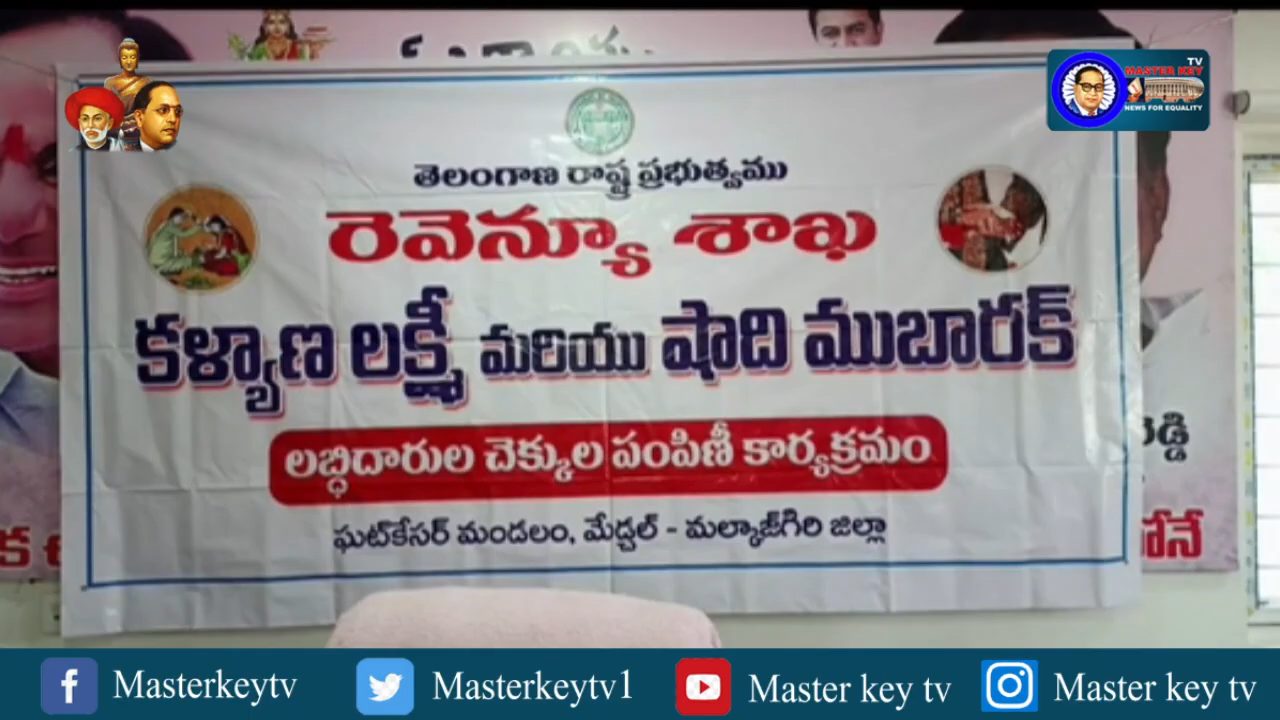 TV
MASTER KEY
NEWS FOR EQUALITY
తెలంగాణ రాష్ట్ర ప్రభుత్వము
రెవెన్యూ శాఖ
కళ్యాణ లక్ష్మీ మరియు షాది ముబారక్
లబ్ధిదారుల చెక్కుల పంపిణీ కార్యక్రమం
ఘట్‌కేసర్ మండలం, మేడ్చల్ - మల్కాజ్‌గిరి జిల్లా
Masterkeytv
Masterkeytv1
Master key tv
Master key tv